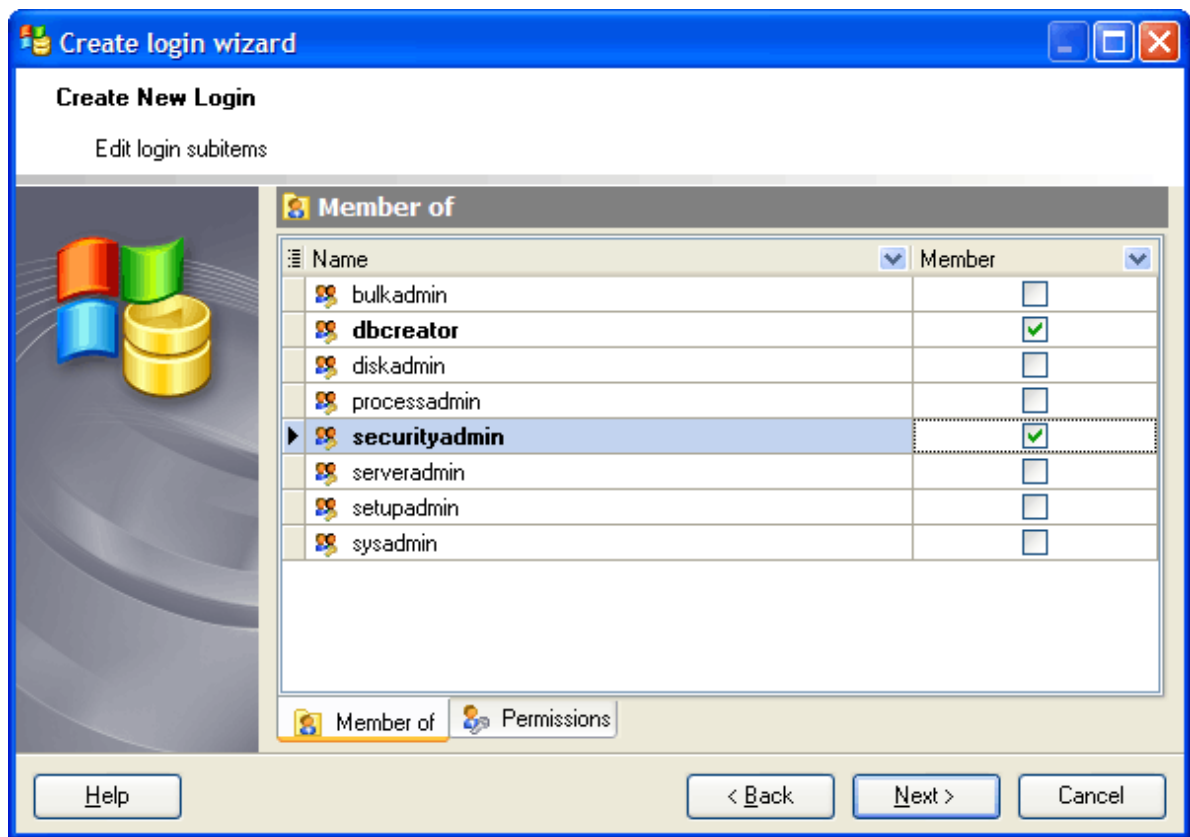 Create login wizard
Create New Login
Edit login subitems
Member of
Name Member
bulkadmin
dbcreator
diskadmin
processadmin
securityadmin
serveradmin
setupadmin
sysadmin
Member of Permissions
Help < Back Next > Cancel